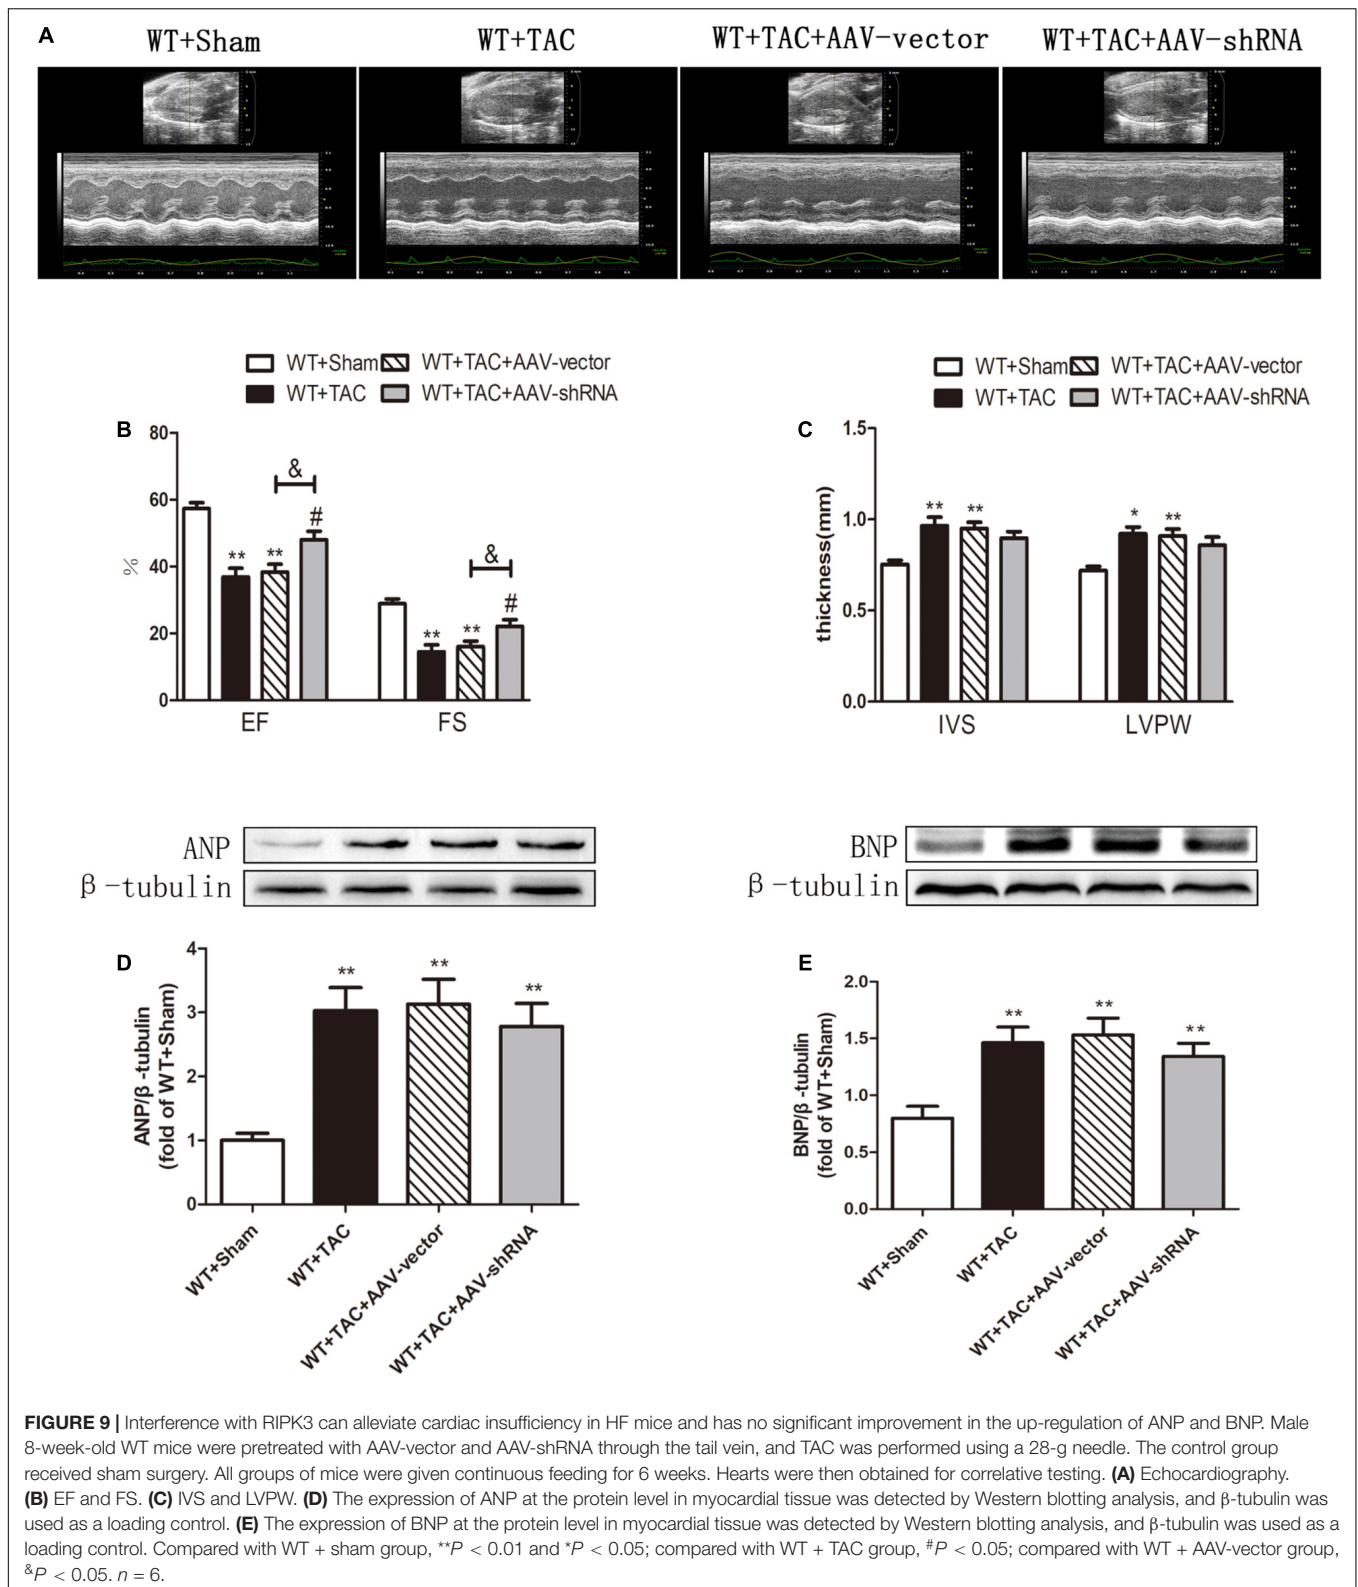 A
WT+Sham
WT+TAC
WT+TAC+AAV-vector
WT+TAC+AAV-shRNA
WT+Sham
WT+TAC+AAV-vector
WT+TAC
WT+TAC+AAV-shRNA
B
80
60
40
20
0
%
**
**
#
&
**
**
#
&
EF
FS
WT+Sham
WT+TAC+AAV-vector
WT+TAC
WT+TAC+AAV-shRNA
C
1.5
1.0
0.5
0.0
thickness(mm)
**
**
*
**
IVS
LVPW
ANP
β-tubulin
D
4
3
2
1
0
ANP/β-tubulin
(fold of WT+Sham)
**
**
**
WT+Sham
WT+TAC
WT+TAC+AAV-vector
WT+TAC+AAV-shRNA
BNP
β-tubulin
E
2.0
1.5
1.0
0.5
0.0
BNP/β-tubulin
(fold of WT+Sham)
**
**
**
WT+Sham
WT+TAC
WT+TAC+AAV-vector
WT+TAC+AAV-shRNA
FIGURE 9 | Interference with RIPK3 can alleviate cardiac insufficiency in HF mice and has no significant improvement in the up-regulation of ANP and BNP. Male
8-week-old WT mice were pretreated with AAV-vector and AAV-shRNA through the tail vein, and TAC was performed using a 28-g needle. The control group
received sham surgery. All groups of mice were given continuous feeding for 6 weeks. Hearts were then obtained for correlative testing. (A) Echocardiography.
(B) EF and FS. (C) IVS and LVPW. (D) The expression of ANP at the protein level in myocardial tissue was detected by Western blotting analysis, and β-tubulin was
used as a loading control. (E) The expression of BNP at the protein level in myocardial tissue was detected by Western blotting analysis, and β-tubulin was used as a
loading control. Compared with WT + sham group, **P < 0.01 and *P < 0.05; compared with WT + TAC group, #P < 0.05; compared with WT + AAV-vector group,
&P < 0.05. n = 6.